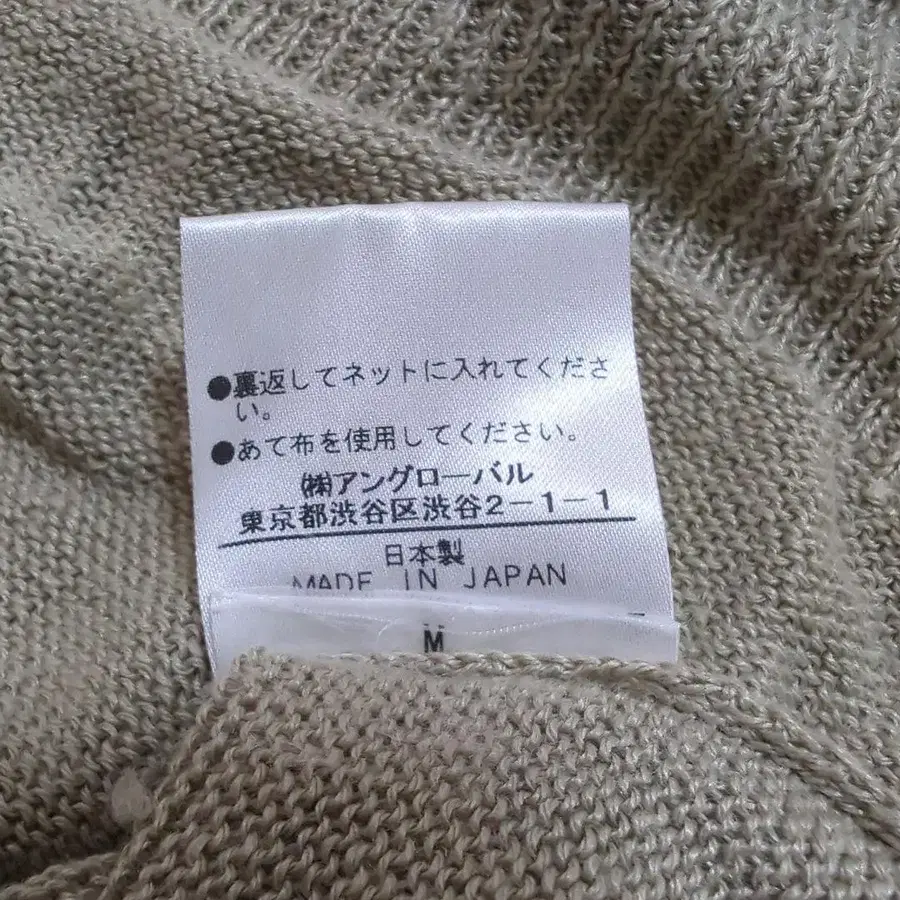 ●裏返してネットに入れてくださ
い。
●あて布を使用してください。
㈱アングローバル
東京都渋谷区渋谷2-1-1
日本製
MADE IN JAPAN
M